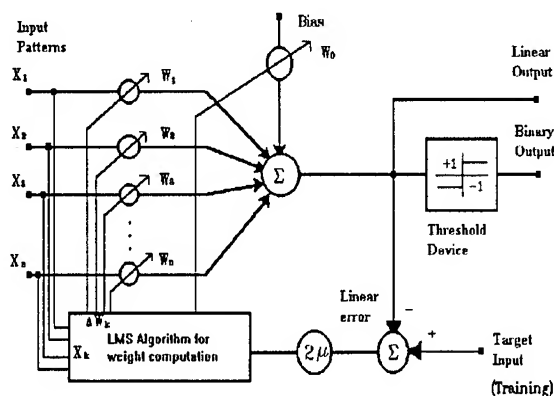 Input
Patterns
Bias
W₀
X₁
W₁
X₂
W₂
X₃
W₃
Xₙ
Wₙ
Σ
Linear
Output
Binary
Output
+1
-1
Threshold
Device
Δ Wₖ
Xₖ
LMS Algorithm for
weight computation
2μ
Linear
error
Σ
-
+
Target
Input
(Training)